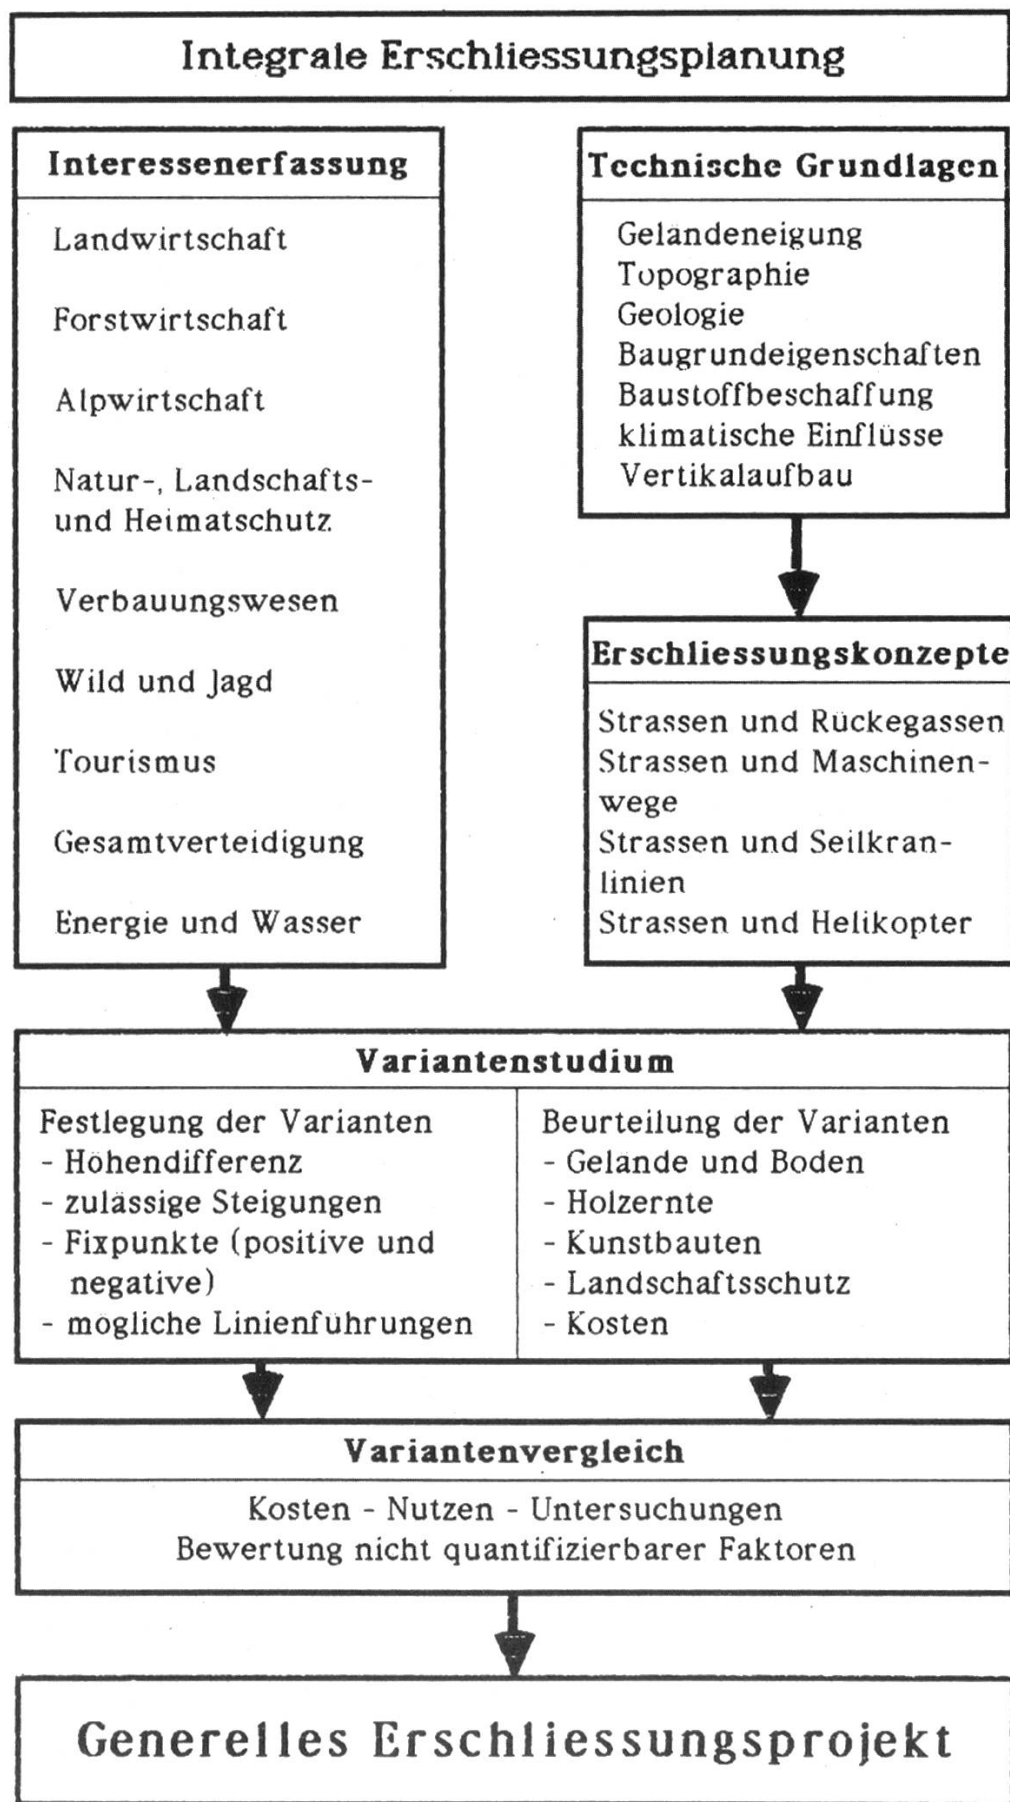 Integrale Erschliessungsplanung
Interessenerfassung
Landwirtschaft
Forstwirtschaft
Alpwirtschaft
Natur-, Landschafts-
und Heimatschutz
Verbauungswesen
Wild und Jagd
Tourismus
Gesamtverteidigung
Energie und Wasser
Technische Grundlagen
Geländeneigung
Topographie
Geologie
Baugrundeigenschaften
Baustoffbeschaffung
klimatische Einflüsse
Vertikalaufbau
Erschliessungskonzepte
Strassen und Rückegassen
Strassen und Maschinen-
wege
Strassen und Seilkran-
linien
Strassen und Helikopter
Variantenstudium
Festlegung der Varianten
- Höhendifferenz
- zulässige Steigungen
- Fixpunkte (positive und
negative)
- mögliche Linienführungen
Beurteilung der Varianten
- Gelände und Boden
- Holzernte
- Kunstbauten
- Landschaftsschutz
- Kosten
Variantenvergleich
Kosten - Nutzen - Untersuchungen
Bewertung nicht quantifizierbarer Faktoren
Generelles Erschliessungsprojekt